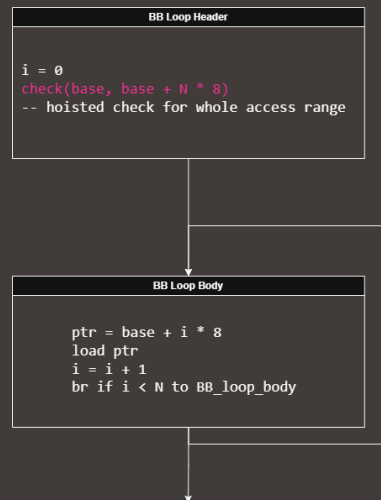 BB Loop Header
i = 0
check(base, base + N * 8)
-- hoisted check for whole access range
BB Loop Body
ptr = base + i * 8
load ptr
i = i + 1
br if i < N to BB_loop_body